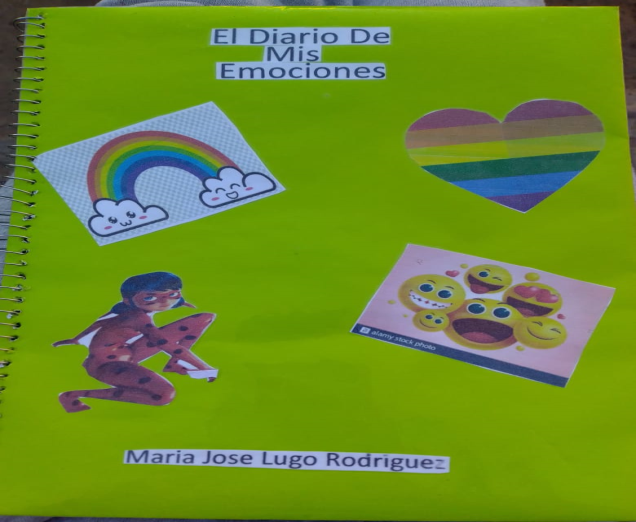 El Diario De
Mis
Emociones
alamy stock photo
Maria Jose Lugo Rodriguez